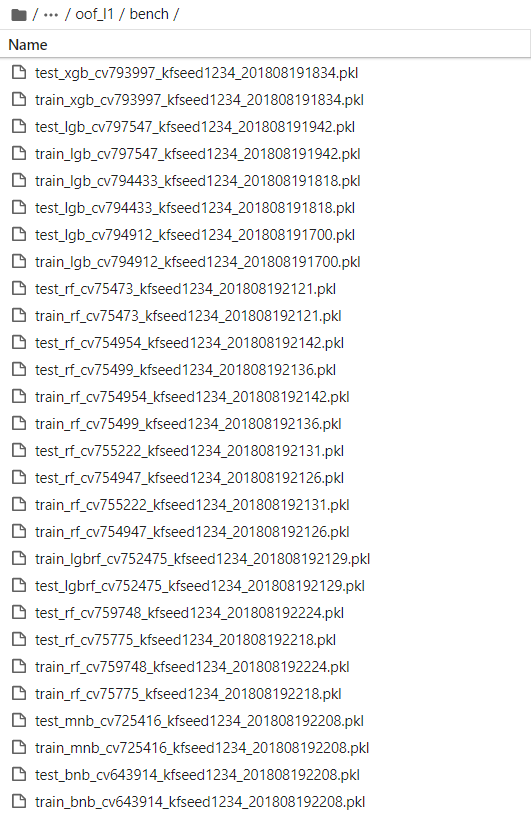 / ... / oof_l1 / bench /
Name
test_xgb_cv793997_kfseed1234_201808191834.pkl
train_xgb_cv793997_kfseed1234_201808191834.pkl
test_lgb_cv797547_kfseed1234_201808191942.pkl
train_lgb_cv797547_kfseed1234_201808191942.pkl
train_lgb_cv794433_kfseed1234_201808191818.pkl
test_lgb_cv794433_kfseed1234_201808191818.pkl
test_lgb_cv794912_kfseed1234_201808191700.pkl
train_lgb_cv794912_kfseed1234_201808191700.pkl
test_rf_cv75473_kfseed1234_201808192121.pkl
train_rf_cv75473_kfseed1234_201808192121.pkl
test_rf_cv754954_kfseed1234_201808192142.pkl
test_rf_cv75499_kfseed1234_201808192136.pkl
train_rf_cv754954_kfseed1234_201808192142.pkl
train_rf_cv75499_kfseed1234_201808192136.pkl
test_rf_cv755222_kfseed1234_201808192131.pkl
test_rf_cv754947_kfseed1234_201808192126.pkl
train_rf_cv755222_kfseed1234_201808192131.pkl
train_rf_cv754947_kfseed1234_201808192126.pkl
train_lgbrf_cv752475_kfseed1234_201808192129.pkl
test_lgbrf_cv752475_kfseed1234_201808192129.pkl
test_rf_cv759748_kfseed1234_201808192224.pkl
test_rf_cv75775_kfseed1234_201808192218.pkl
train_rf_cv759748_kfseed1234_201808192224.pkl
train_rf_cv75775_kfseed1234_201808192218.pkl
test_mnb_cv725416_kfseed1234_201808192208.pkl
train_mnb_cv725416_kfseed1234_201808192208.pkl
test_bnb_cv643914_kfseed1234_201808192208.pkl
train_bnb_cv643914_kfseed1234_201808192208.pkl